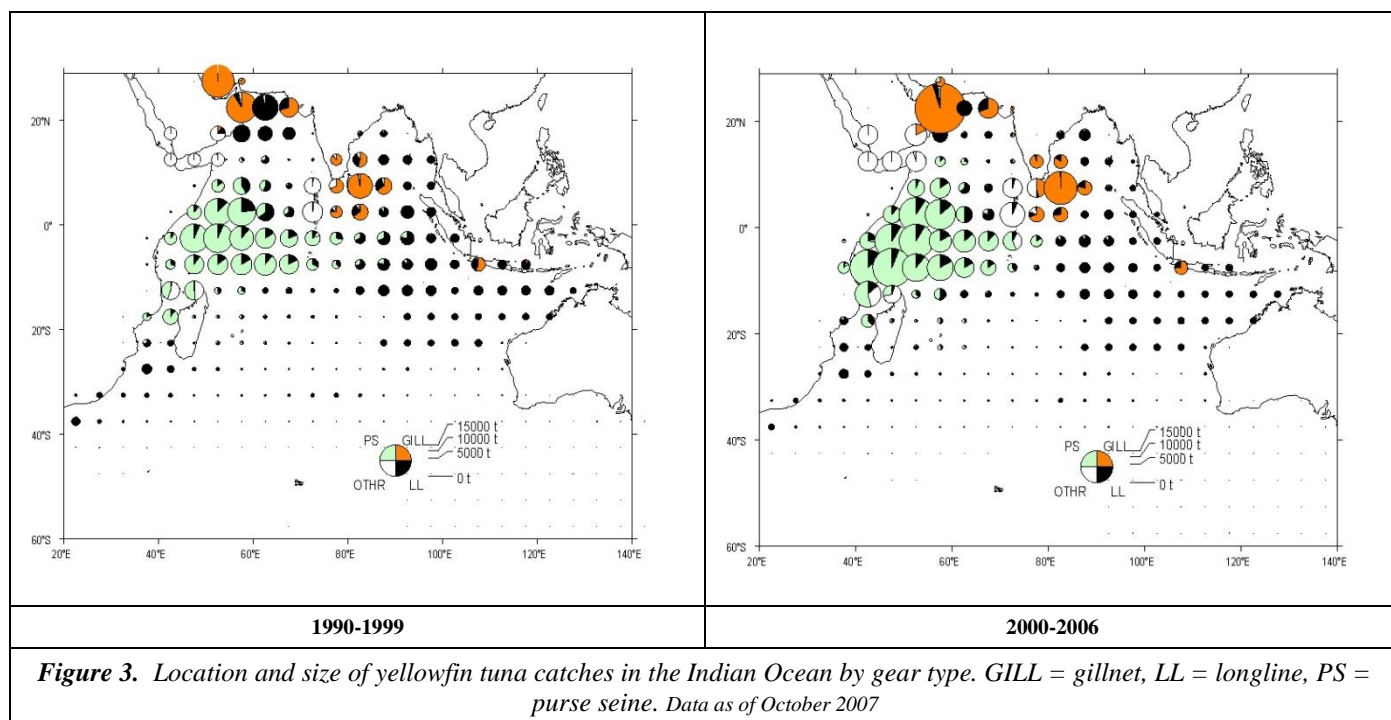 20°N
0°
20°S
40°S
60°S
20°E
40°E
60°E
80°E
100°E
120°E
140°E
PS
GILL
OTHR
LL
15000 t
10000 t
5000 t
0 t
20°N
0°
20°S
40°S
60°S
20°E
40°E
60°E
80°E
100°E
120°E
140°E
PS
GILL
OTHR
LL
15000 t
10000 t
5000 t
0 t
1990-1999
2000-2006
Figure 3. Location and size of yellowfin tuna catches in the Indian Ocean by gear type. GILL = gillnet, LL = longline, PS =
purse seine. Data as of October 2007